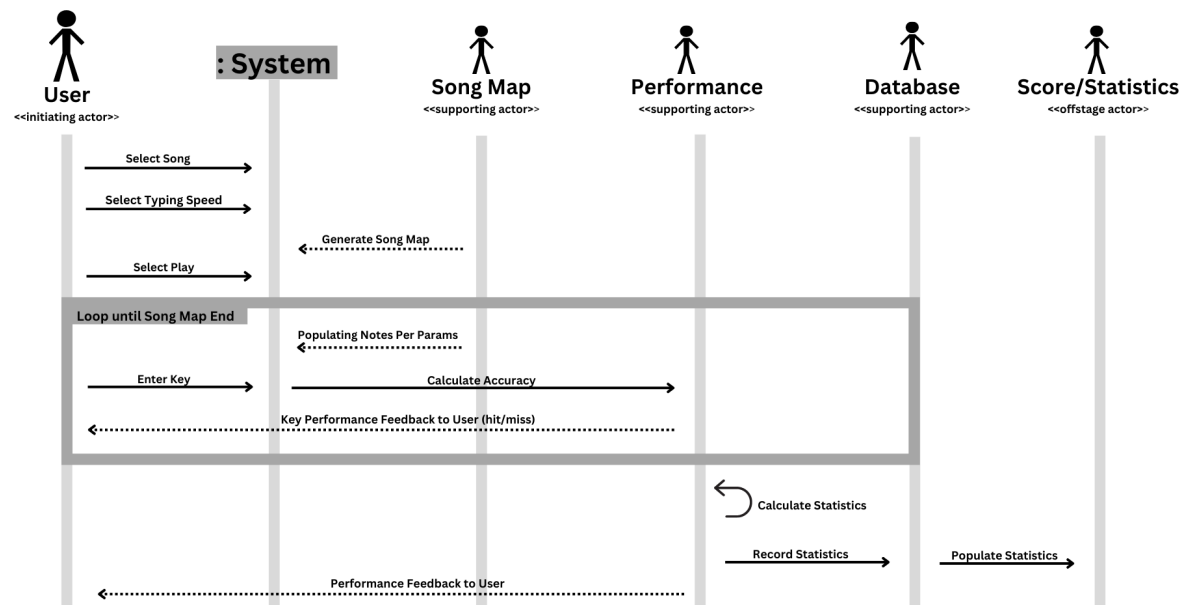 : System
User
Song Map
Performance
Database
Score/Statistics
<<initiating actor>>
<<supporting actor>>
<<supporting actor>>
<<supporting actor>>
<<offstage actor>>
Select Song
Select Typing Speed
Generate Song Map
Select Play
Loop until Song Map End
Populating Notes Per Params
Enter Key
Calculate Accuracy
Key Performance Feedback to User (hit/miss)
Calculate Statistics
Record Statistics
Populate Statistics
Performance Feedback to User